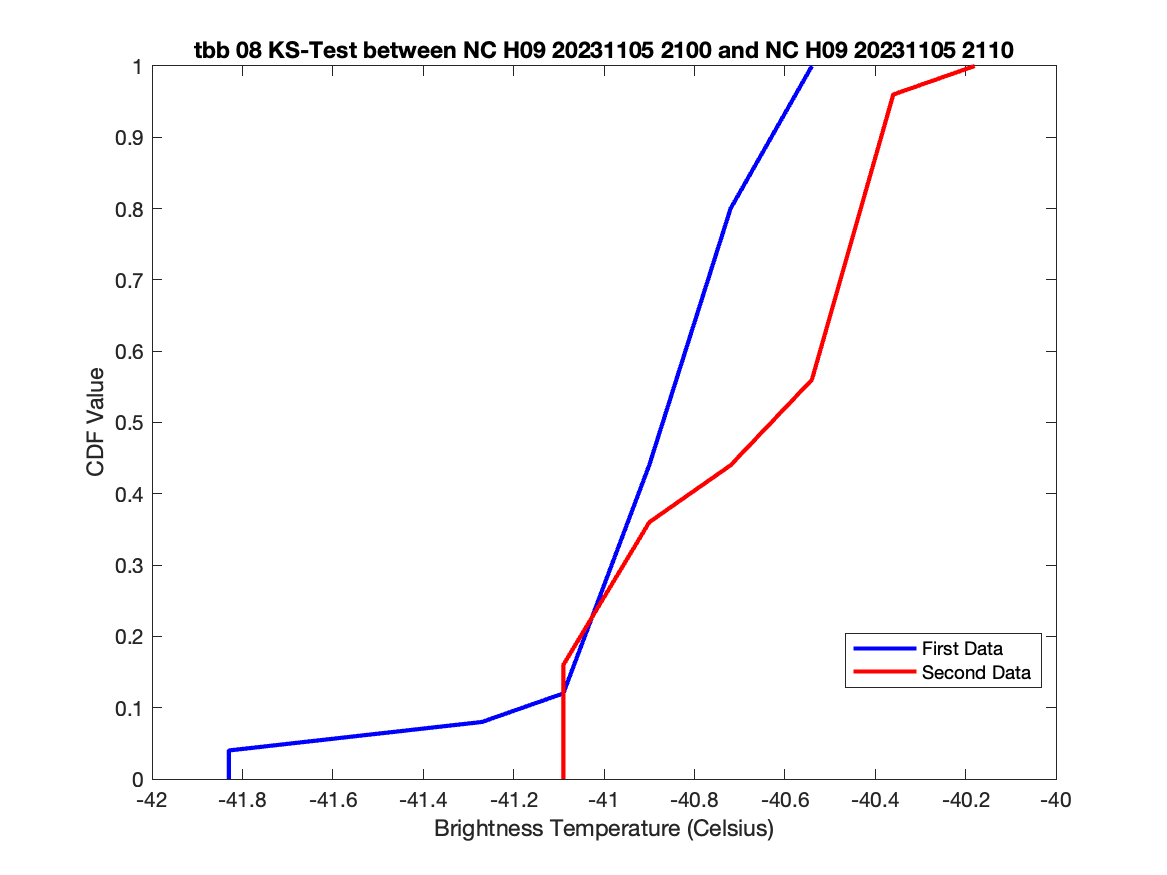 tbb 08 KS-Test between NC H09 20231105 2100 and NC H09 20231105 2110
1
0.9
0.8
0.7
0.6
0.5
0.4
0.3
0.2
0.1
0
CDF Value
First Data
Second Data
-42 -41.8 -41.6 -41.4 -41.2 -41 -40.8 -40.6 -40.4 -40.2 -40
Brightness Temperature (Celsius)